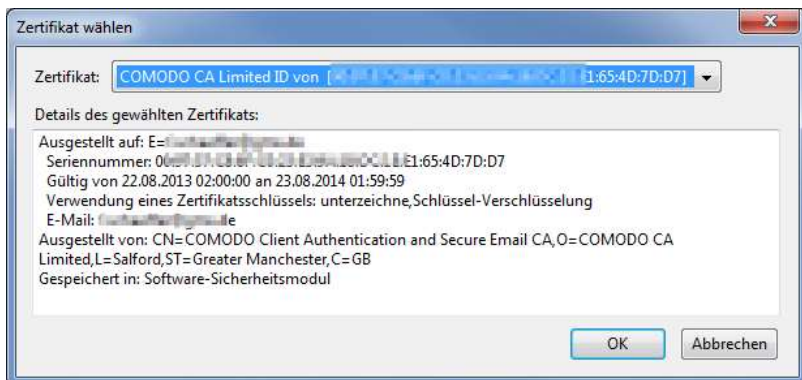 Zertifikat wählen
Zertifikat: COMODO CA Limited ID von [ 1:65:4D:7D:D7]
Details des gewählten Zertifikats:
Ausgestellt auf: E=
Seriennummer: 00 E1:65:4D:7D:D7
Gültig von 22.08.2013 02:00:00 an 23.08.2014 01:59:59
Verwendung eines Zertifikatsschlüssels: unterzeichne,Schlüssel-Verschlüsselung
E-Mail:
Ausgestellt von: CN=COMODO Client Authentication and Secure Email CA,O=COMODO CA
Limited,L=Salford,ST=Greater Manchester,C=GB
Gespeichert in: Software-Sicherheitsmodul
OK Abbrechen